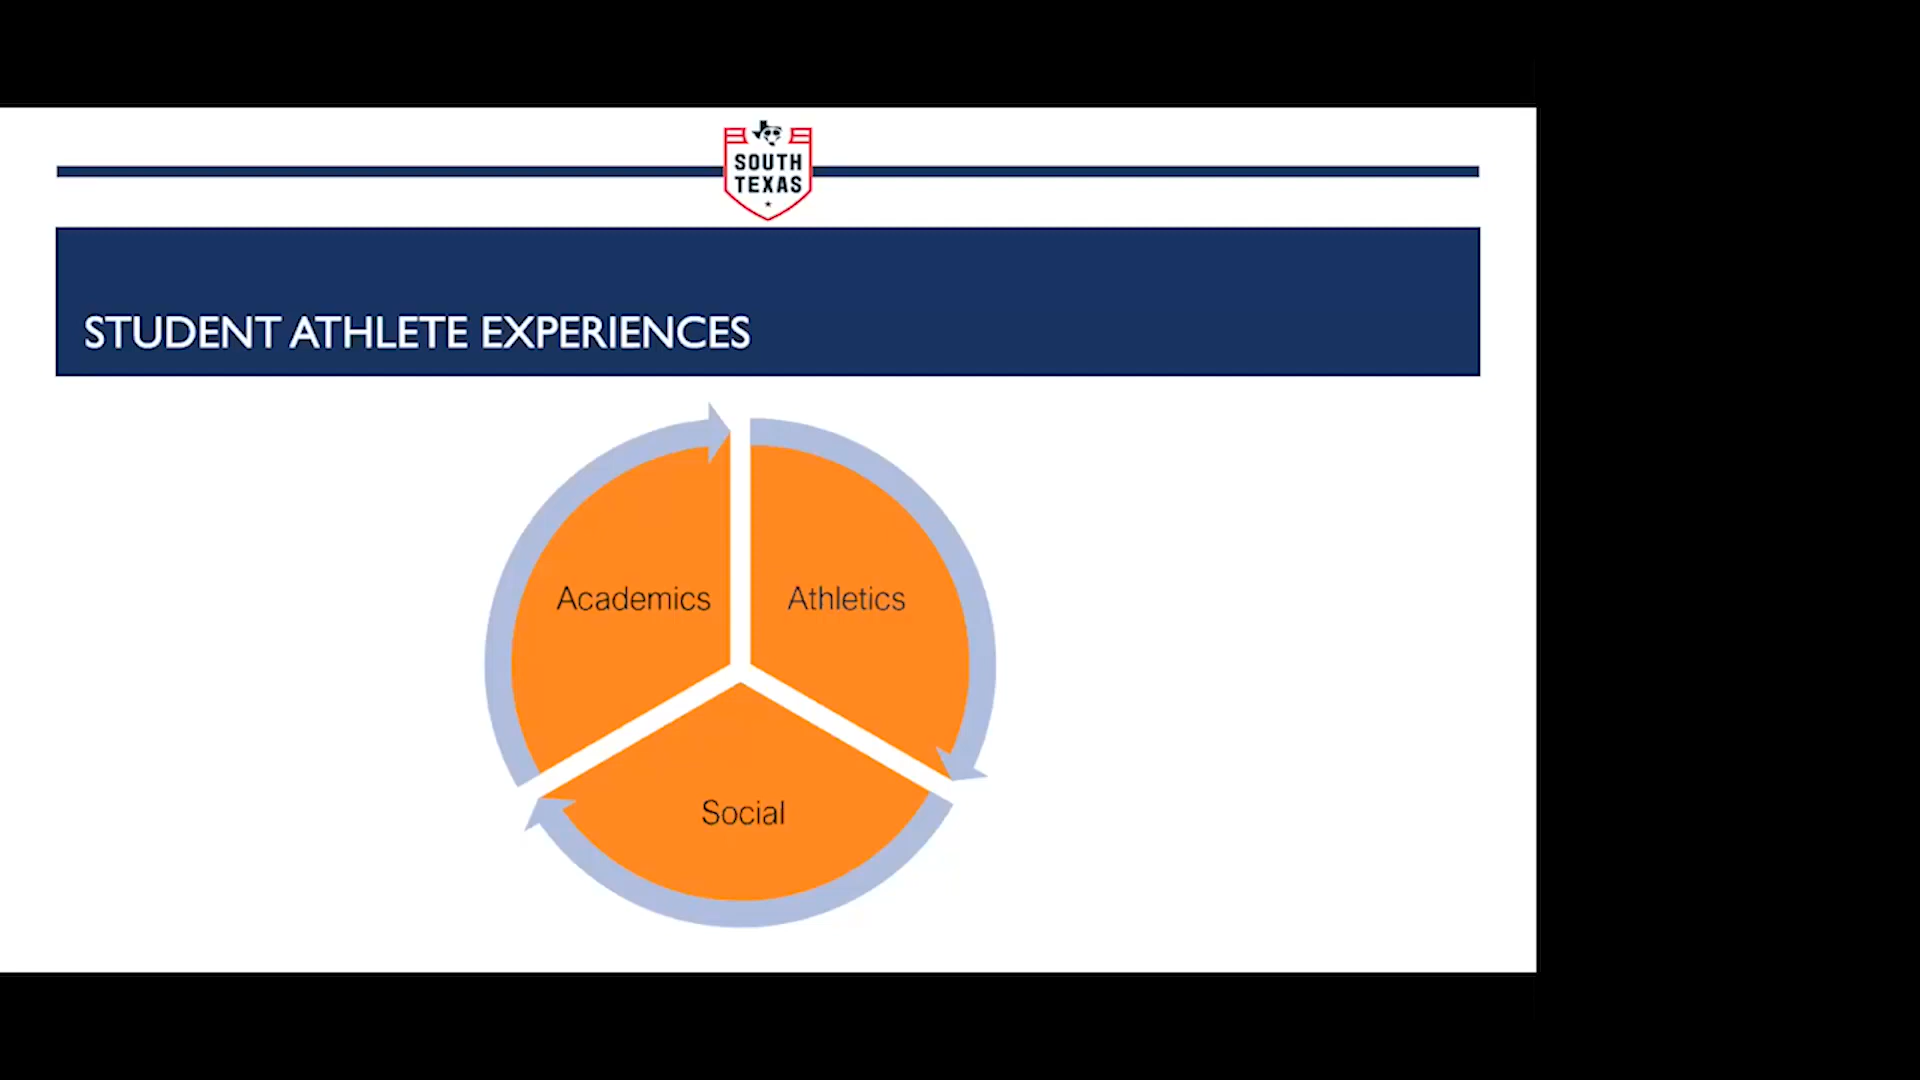 SOUTH
TEXAS
STUDENT ATHLETE EXPERIENCES
Academics
Athletics
Social